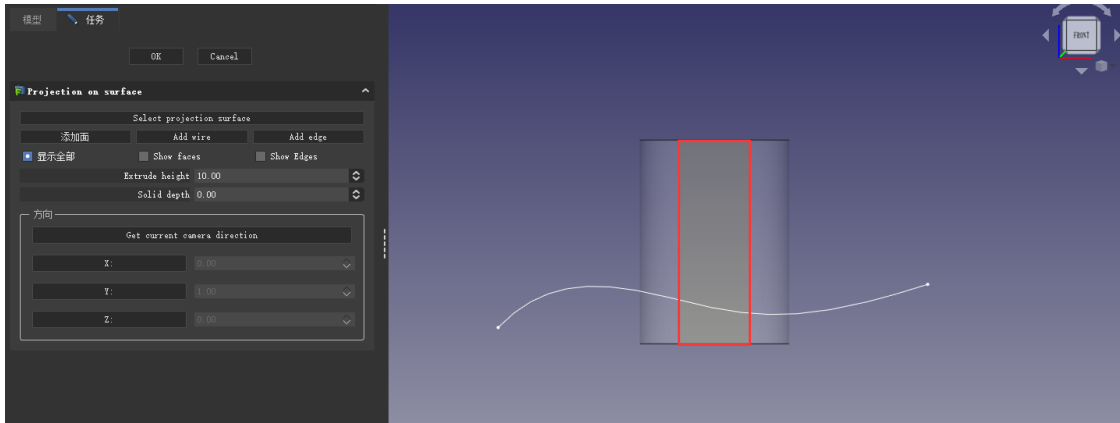 模型 任务
OK Cancel
Projection on surface
Select projection surface
添加面 Add wire Add edge
显示全部 Show faces Show Edges
Extrude height 10.00
Solid depth 0.00
方向
Get current camera direction
X: 0.00
Y: 1.00
Z: 0.00
FRONT